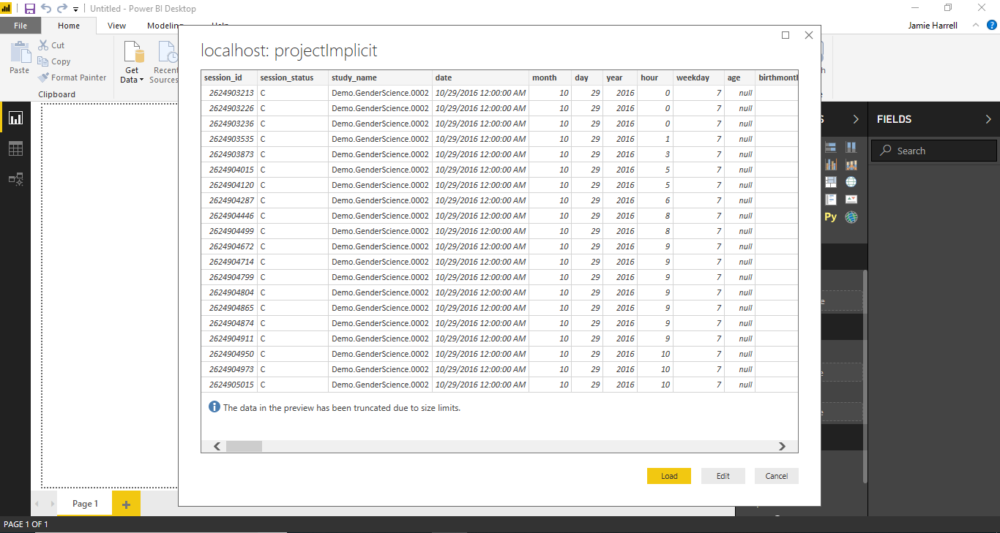 Untitled - Power BI Desktop
File Home View Modeling Help Jamie Harrell
Paste
Cut
Copy
Format Painter
Clipboard
Get Data
Recent Sources
localhost: projectImplicit
session_id session_status study_name date month day year hour weekday age birthmont
2624903213 C Demo.GenderScience.0002 10/29/2016 12:00:00 AM 10 29 2016 0 7 null
2624903226 C Demo.GenderScience.0002 10/29/2016 12:00:00 AM 10 29 2016 0 7 null
2624903236 C Demo.GenderScience.0002 10/29/2016 12:00:00 AM 10 29 2016 0 7 null
2624903535 C Demo.GenderScience.0002 10/29/2016 12:00:00 AM 10 29 2016 1 7 null
2624903873 C Demo.GenderScience.0002 10/29/2016 12:00:00 AM 10 29 2016 3 7 null
2624904015 C Demo.GenderScience.0002 10/29/2016 12:00:00 AM 10 29 2016 5 7 null
2624904120 C Demo.GenderScience.0002 10/29/2016 12:00:00 AM 10 29 2016 5 7 null
2624904287 C Demo.GenderScience.0002 10/29/2016 12:00:00 AM 10 29 2016 6 7 null
2624904446 C Demo.GenderScience.0002 10/29/2016 12:00:00 AM 10 29 2016 8 7 null
2624904499 C Demo.GenderScience.0002 10/29/2016 12:00:00 AM 10 29 2016 8 7 null
2624904672 C Demo.GenderScience.0002 10/29/2016 12:00:00 AM 10 29 2016 9 7 null
2624904714 C Demo.GenderScience.0002 10/29/2016 12:00:00 AM 10 29 2016 9 7 null
2624904799 C Demo.GenderScience.0002 10/29/2016 12:00:00 AM 10 29 2016 9 7 null
2624904804 C Demo.GenderScience.0002 10/29/2016 12:00:00 AM 10 29 2016 9 7 null
2624904865 C Demo.GenderScience.0002 10/29/2016 12:00:00 AM 10 29 2016 9 7 null
2624904874 C Demo.GenderScience.0002 10/29/2016 12:00:00 AM 10 29 2016 9 7 null
2624904911 C Demo.GenderScience.0002 10/29/2016 12:00:00 AM 10 29 2016 9 7 null
2624904950 C Demo.GenderScience.0002 10/29/2016 12:00:00 AM 10 29 2016 10 7 null
2624904973 C Demo.GenderScience.0002 10/29/2016 12:00:00 AM 10 29 2016 10 7 null
2624905015 C Demo.GenderScience.0002 10/29/2016 12:00:00 AM 10 29 2016 10 7 null
The data in the preview has been truncated due to size limits.
Load Edit Cancel
FIELDS
Search
Py
Page 1
PAGE 1 OF 1